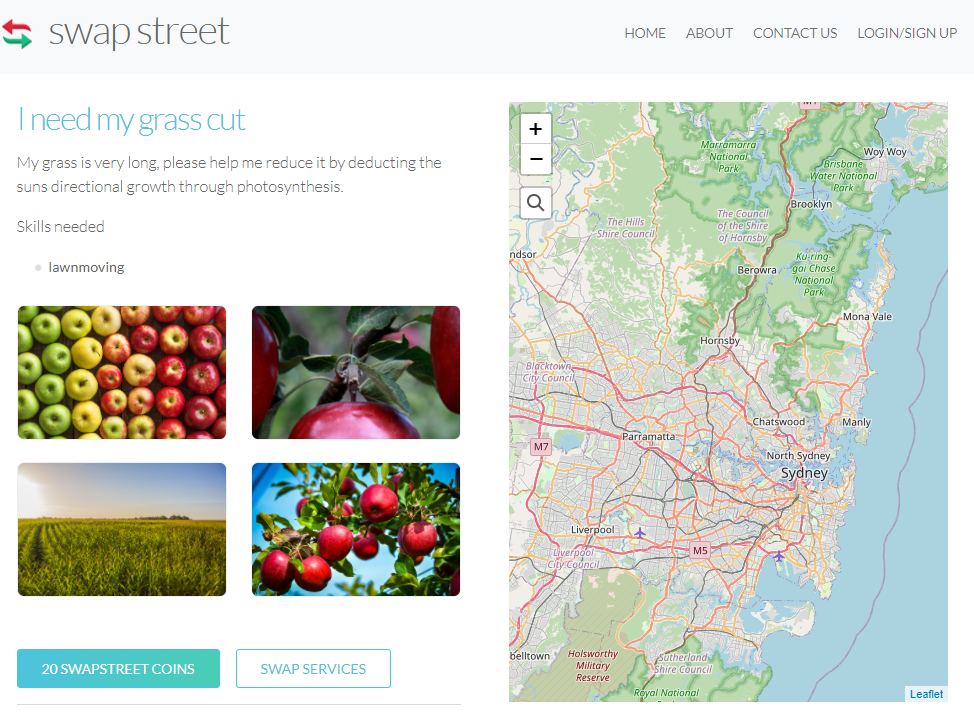 swap street
HOME
ABOUT
CONTACT US
LOGIN/SIGN UP
I need my grass cut
My grass is very long, please help me reduce it by deducting the
suns directional growth through photosynthesis.
Skills needed
lawnmoving
20 SWAPSTREET COINS
SWAP SERVICES
+
−
M1
Marramarra
National
Park
Woy Woy
Brisbane
Water National
Park
Brooklyn
The Hills
Shire Council
The Council
of the Shire
of Hornsby
ndsor
Berowra
Ku-ring-
gai Chase
National
Park
Mona Vale
Hornsby
Blacktown
City Council
Chatswood
Manly
Parramatta
M7
North Sydney
Sydney
Liverpool
M5
Liverpool
City Council
Holsworthy
Military
Reserve
Sutherland
Shire Council
pbelltown
Royal National
Leaflet